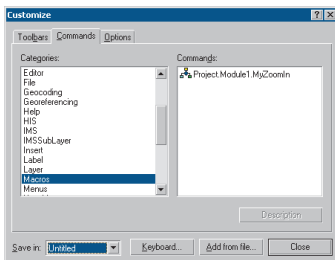 Customize
Toolbars Commands Options
Categories:
Editor
File
Geocoding
Georeferencing
Help
HIS
IMS
IMSSubLayer
Insert
Label
Layer
Macros
Menus
Commands:
Project.Module1.MyZoomIn
Description
Save in: Untitled Keyboard... Add from file... Close